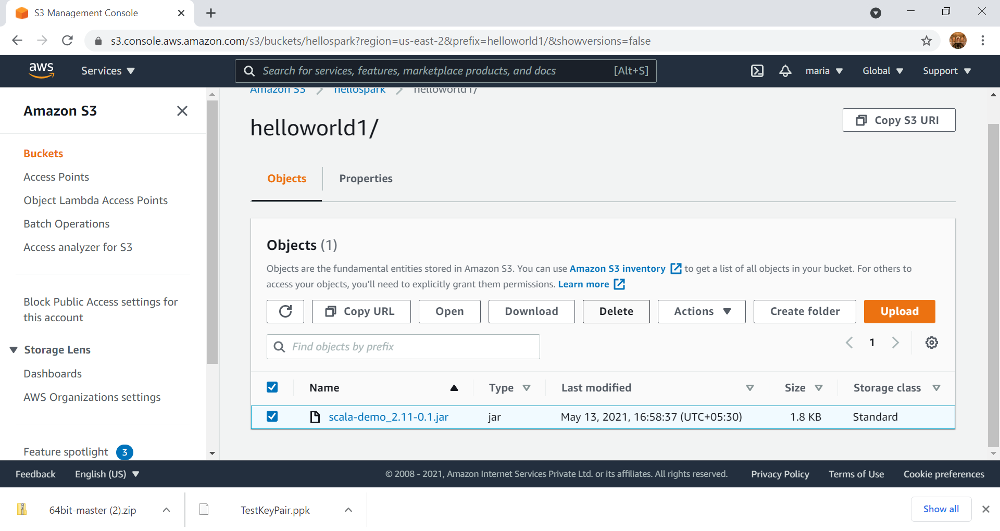 S3 Management Console
s3.console.aws.amazon.com/s3/buckets/hellospark?region=us-east-2&prefix=helloworld1/&showversions=false
aws
Services
Search for services, features, marketplace products, and docs [Alt+S]
maria
Global
Support
Amazon S3
hellospark
helloworld1/
Amazon S3
Buckets
Access Points
Object Lambda Access Points
Batch Operations
Access analyzer for S3
Block Public Access settings for
this account
Storage Lens
Dashboards
AWS Organizations settings
Feature spotlight 3
helloworld1/
Copy S3 URI
Objects
Properties
Objects (1)
Objects are the fundamental entities stored in Amazon S3. You can use Amazon S3 inventory to get a list of all objects in your bucket. For others to
access your objects, you'll need to explicitly grant them permissions. Learn more
Copy URL
Open
Download
Delete
Actions
Create folder
Upload
Find objects by prefix
1
Name Type Last modified Size Storage class
scala-demo_2.11-0.1.jar jar May 13, 2021, 16:58:37 (UTC+05:30) 1.8 KB Standard
Feedback English (US) © 2008 - 2021, Amazon Internet Services Private Ltd. or its affiliates. All rights reserved. Privacy Policy Terms of Use Cookie preferences
64bit-master (2).zip
TestKeyPair.ppk
Show all